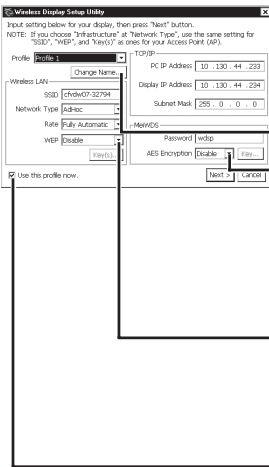 Wireless Display Setup Utility
Input setting below for your display, then press "Next" button.
NOTE: If you choose "Infrastructure" at "Network Type", use the same setting for
"SSID", "WEP", and "Key(s)" as ones for your Access Point (AP).
Profile Profile 1
Change Name...
Wireless LAN
SSID cfvdw07-32794
Network Type AdHoc
Rate Fully Automatic
WEP Disable
Key(s)...
TCP/IP
PC IP Address 10 . 130 . 44 . 233
Display IP Address 10 . 130 . 44 . 234
Subnet Mask 255 . 0 . 0 . 0
MeiWDS
Password wdsp
AES Encryption Disable Key...
Use this profile now.
Next > Cancel